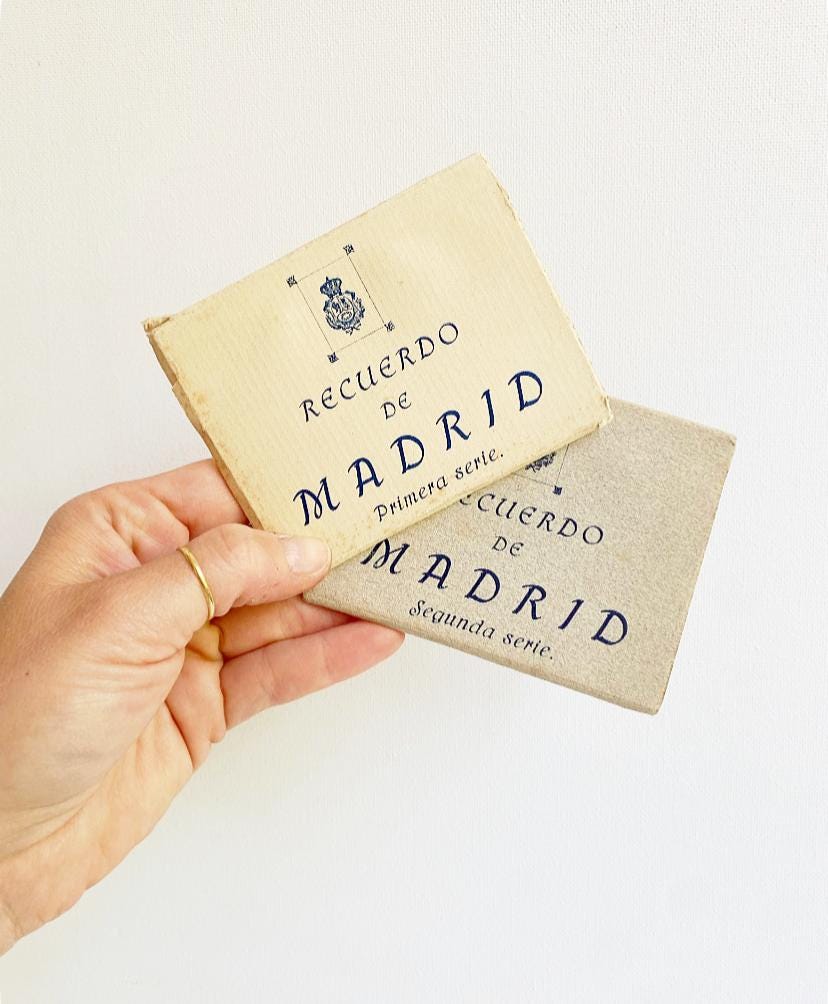 RECUERDO
DE
MADRID
Primera serie.
ECUERDO
DE
MADRID
Segunda serie.